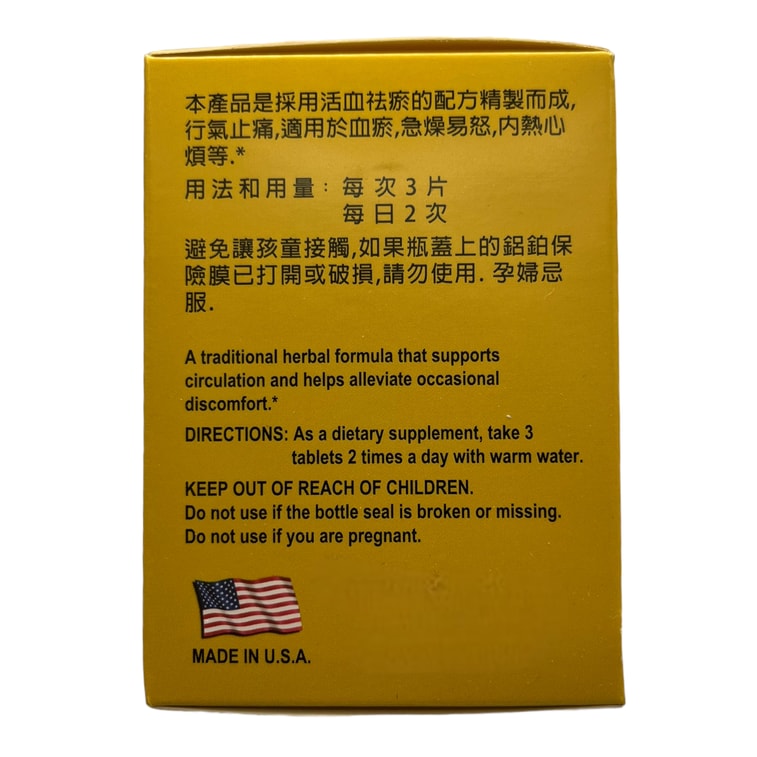 本產品是採用活血祛瘀的配方精製而成,
行氣止痛,適用於血瘀,急燥易怒,內熱心
煩等.*
用法和用量：每次3片
每日2次
避免讓孩童接觸,如果瓶蓋上的鋁鉑保
險膜已打開或破損,請勿使用. 孕婦忌
服.
A traditional herbal formula that supports
circulation and helps alleviate occasional
discomfort.*
DIRECTIONS: As a dietary supplement, take 3
tablets 2 times a day with warm water.
KEEP OUT OF REACH OF CHILDREN.
Do not use if the bottle seal is broken or missing.
Do not use if you are pregnant.
MADE IN U.S.A.